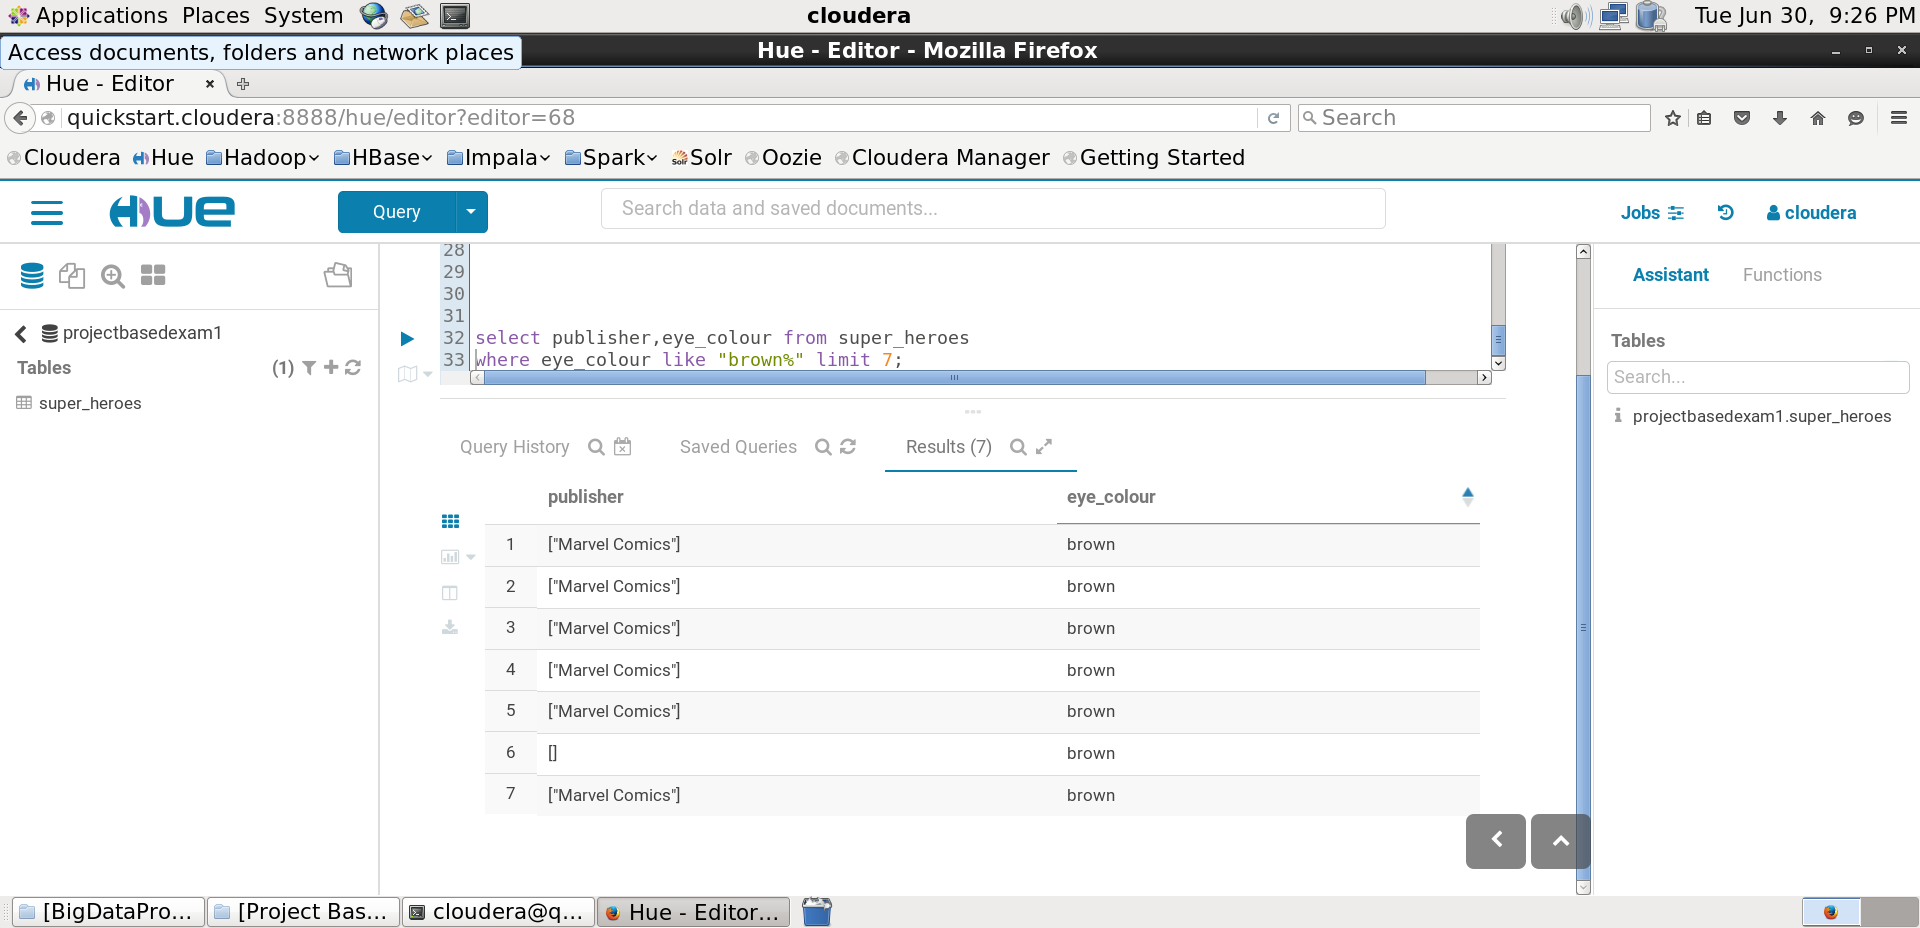 Applications Places System cloudera Tue Jun 30, 9:26 PM
Access documents, folders and network places
Hue - Editor - Mozilla Firefox
Hue - Editor
quickstart.cloudera:8888/hue/editor?editor=68 Search
Cloudera Hue Hadoop HBase Impala Spark Solr Oozie Cloudera Manager Getting Started
HUE Query Search data and saved documents... Jobs cloudera
28
29
30
31
32 select publisher,eye_colour from super_heroes
33 where eye_colour like "brown%" limit 7;
projectbasedexam1
Tables (1)
super_heroes
Assistant Functions
Tables
Search...
projectbasedexam1.super_heroes
Query History Saved Queries Results (7)
publisher eye_colour
1 ["Marvel Comics"] brown
2 ["Marvel Comics"] brown
3 ["Marvel Comics"] brown
4 ["Marvel Comics"] brown
5 ["Marvel Comics"] brown
6 [] brown
7 ["Marvel Comics"] brown
[BigDataPro... [Project Bas... cloudera@q... Hue - Editor...